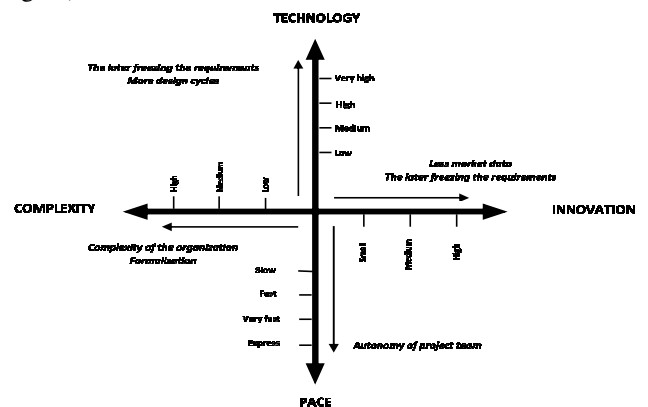 TECHNOLOGY
The later freezing the requirements
More design cycles
Very high
High
Medium
Low
Less market data
The later freezing the requirements
High
Medium
Low
COMPLEXITY
INNOVATION
Complexity of the organization
Formalisation
Small
Medium
High
Slow
Fast
Very fast
Express
Autonomy of project team
PACE